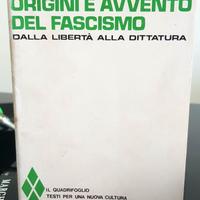 ORIGINI E AVVENTO
DEL FASCISMO
DALLA LIBERTÀ ALLA DITTATURA
IL QUADRIFOGLIO
TESTI PER UNA NUOVA CULTURA